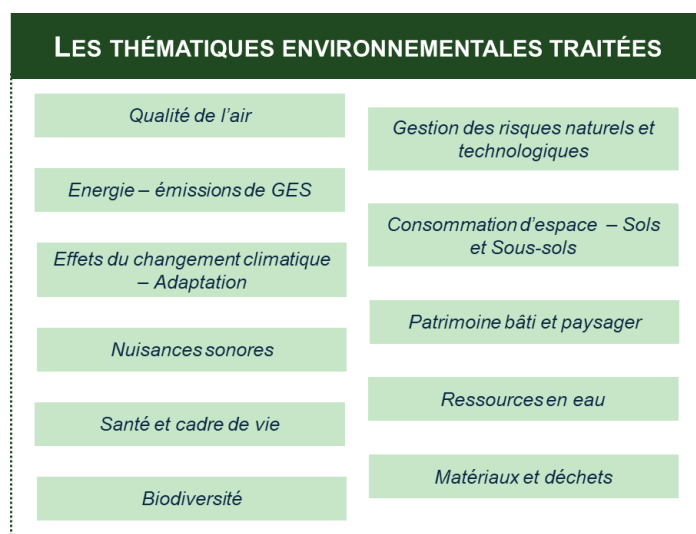 LES THÉMATIQUES ENVIRONNEMENTALES TRAITÉES
Qualité de l'air
Energie – émissions de GES
Effets du changement climatique
– Adaptation
Nuisances sonores
Santé et cadre de vie
Biodiversité
Gestion des risques naturels et
technologiques
Consommation d'espace – Sols
et Sous-sols
Patrimoine bâti et paysager
Ressources en eau
Matériaux et déchets